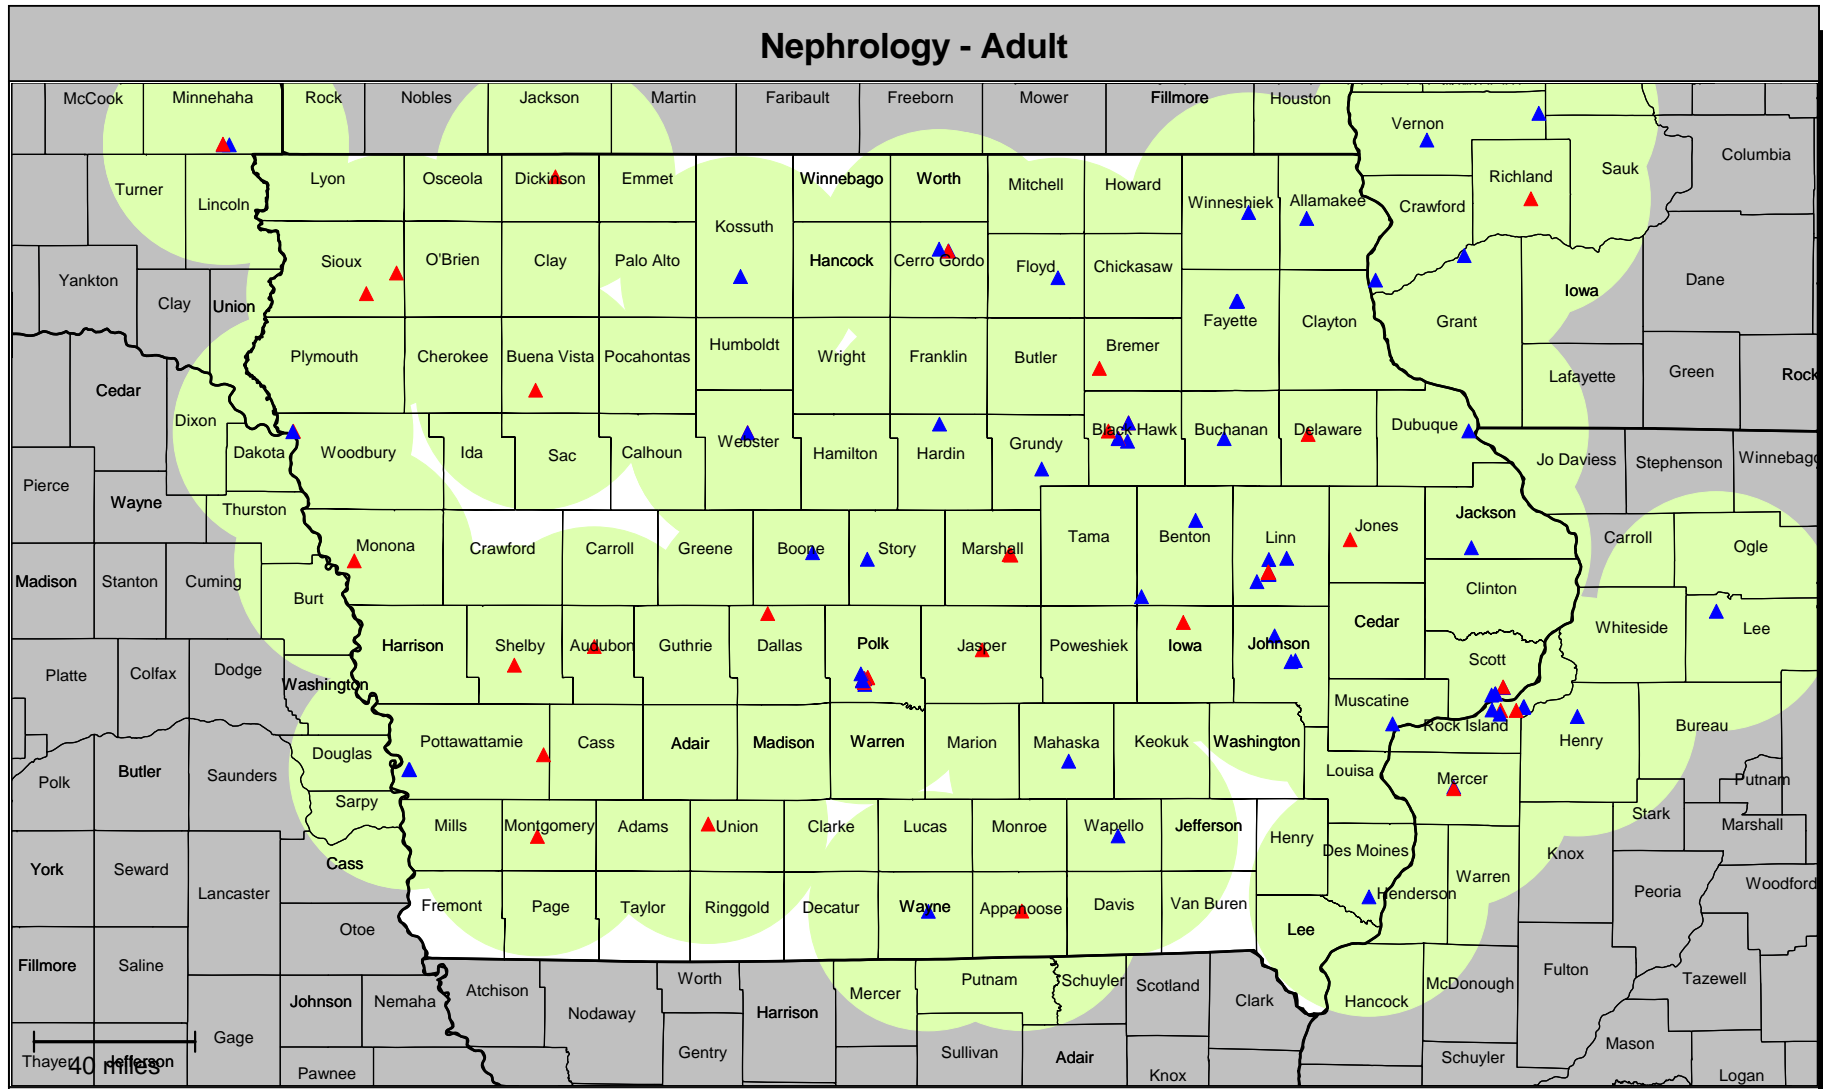 Nephrology - Adult
McCook Minnehaha Rock Nobles Jackson Martin Faribault Freeborn Mower Fillmore Houston
Vernon Columbia
Lyon Osceola Dickinson Emmet Winnebago Worth Mitchell Howard Richland Sauk
Turner Lincoln Kossuth Winneshiek Allamakee Crawford
Sioux O'Brien Clay Palo Alto Hancock Cerro Gordo Floyd Chickasaw
Yankton Clay Union Iowa Dane
Plymouth Cherokee Buena Vista Pocahontas Humboldt Wright Franklin Butler Bremer Fayette Clayton Grant
Cedar Lafayette Green Rock
Dixon Webster Black Hawk Buchanan Delaware Dubuque
Dakota Woodbury Ida Sac Calhoun Hamilton Hardin Grundy Jo Daviess Stephenson Winnebago
Pierce Wayne Thurston Jackson
Monona Crawford Carroll Greene Boone Story Marshall Tama Benton Linn Jones Carroll Ogle
Madison Stanton Cuming Burt Clinton
Harrison Shelby Audubon Guthrie Dallas Polk Jasper Poweshiek Iowa Johnson Cedar Whiteside Lee
Platte Colfax Dodge Washington Scott
Muscatine Rock Island Bureau
Douglas Pottawattamie Cass Adair Madison Warren Marion Mahaska Keokuk Washington Henry
Polk Butler Saunders Louisa Mercer Putnam
Sarpy Mills Montgomery Adams Union Clarke Lucas Monroe Wapello Jefferson Henry Stark Marshall
York Seward Cass Des Moines Knox
Lancaster Warren Peoria Woodford
Fremont Page Taylor Ringgold Decatur Wayne Appanoose Davis Van Buren Henderson
Otoe Lee
Fillmore Saline Worth Putnam Schuyler Scotland McDonough Fulton Tazewell
Johnson Nemaha Atchison Nodaway Harrison Mercer Clark Hancock
Gage Gentry Sullivan Adair Schuyler Mason
Thayer Jefferson
40 miles
Pawnee Knox Logan